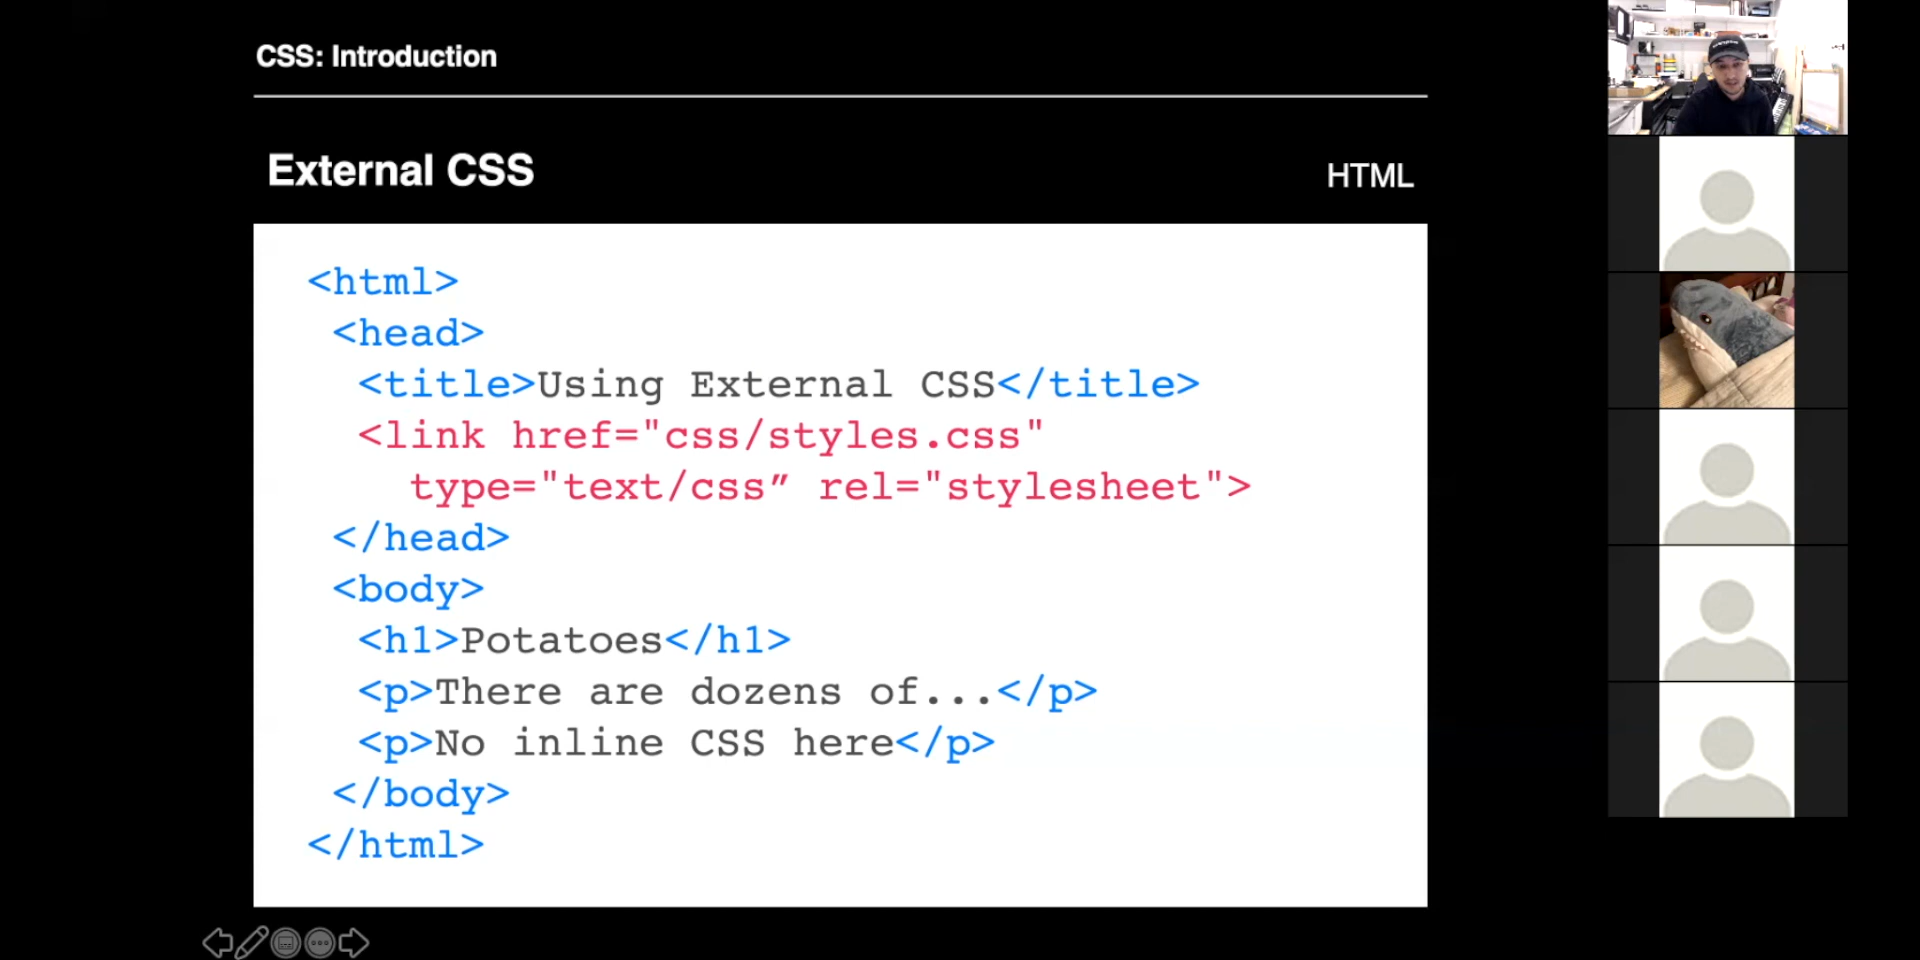 CSS: Introduction
External CSS
HTML
<html>
<head>
<title>Using External CSS</title>
<link href="css/styles.css"
type="text/css” rel="stylesheet">
</head>
<body>
<h1>Potatoes</h1>
<p>There are dozens of...</p>
<p>No inline CSS here</p>
</body>
</html>